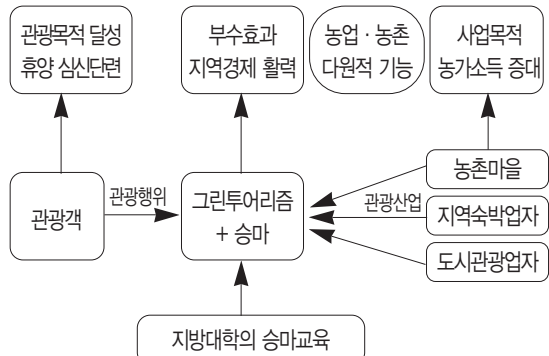 관광목적 달성
휴양 심신단련
부수효과
지역경제 활력
농업 · 농촌
다원적 기능
사업목적
농가소득 증대
관광객
관광행위
그린투어리즘
+ 승마
관광산업
농촌마을
지역숙박업자
도시관광업자
지방대학의 승마교육